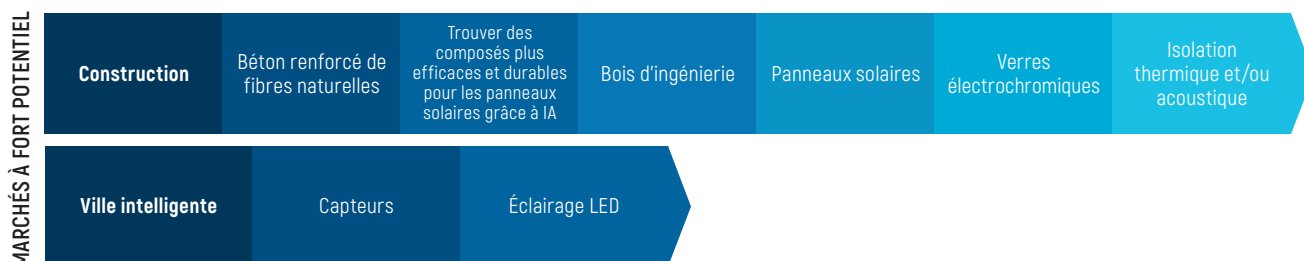 MARCHÉS À FORT POTENTIEL
Construction
Béton renforcé de
fibres naturelles
Trouver des
composés plus
efficaces et durables
pour les panneaux
solaires grâce à IA
Bois d'ingénierie
Panneaux solaires
Verres
électrochromiques
Isolation
thermique et/ou
acoustique
Ville intelligente
Capteurs
Éclairage LED